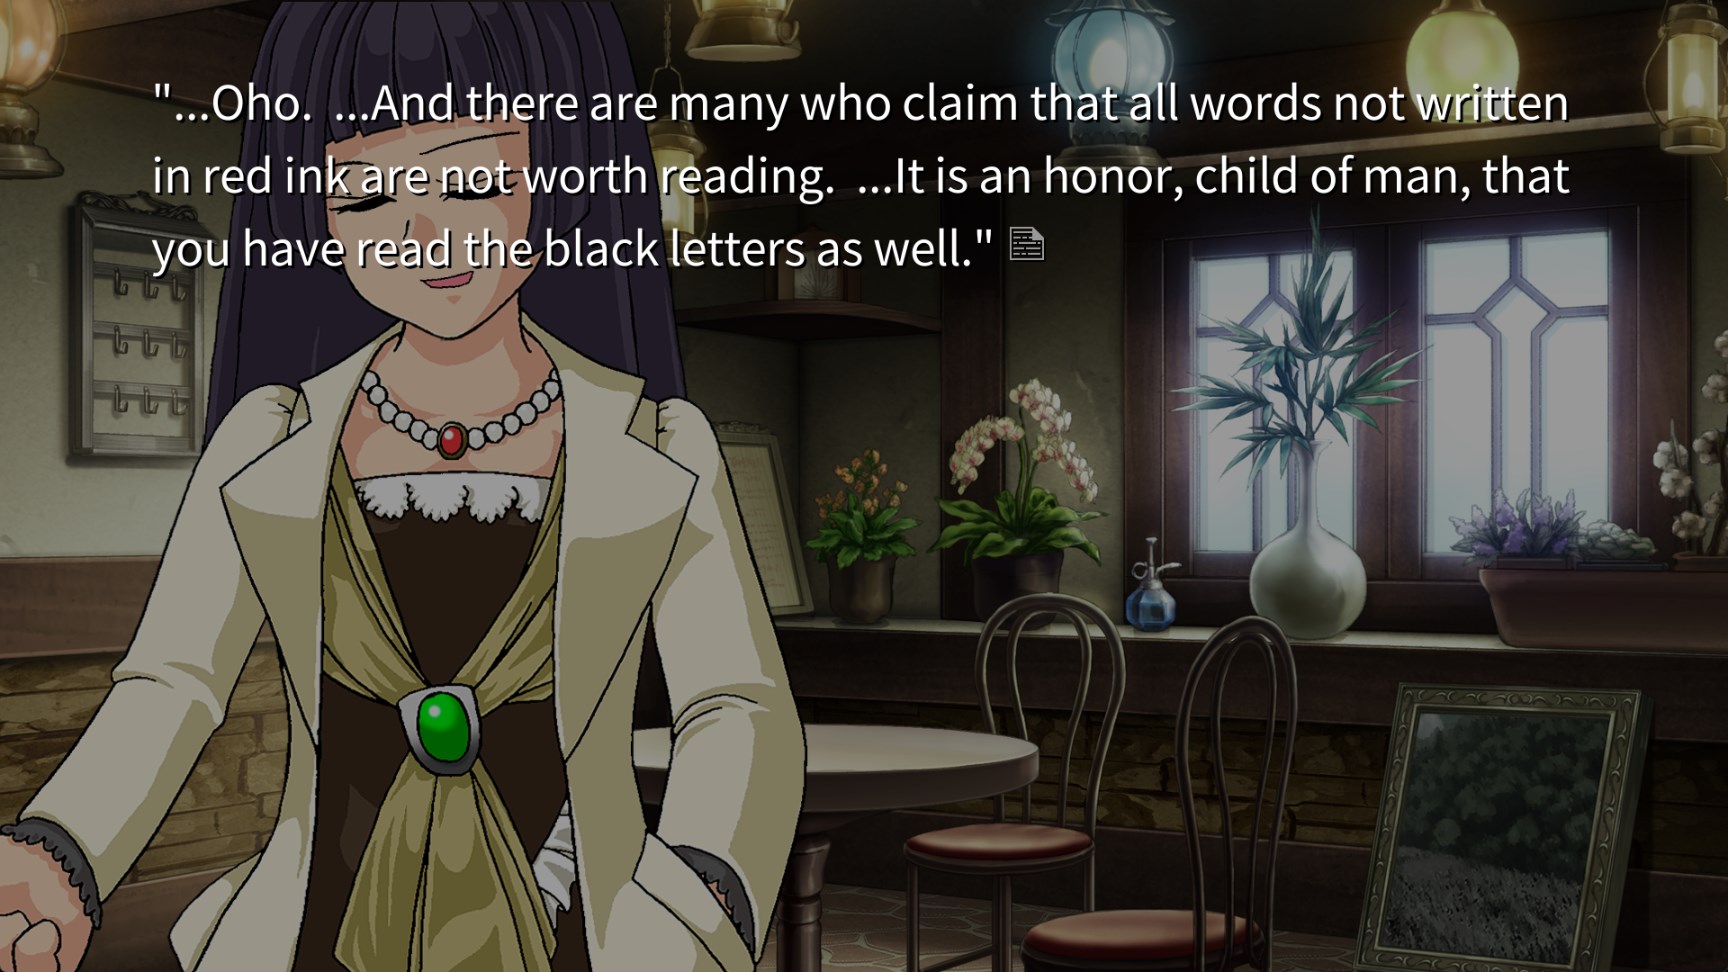 "...Oho.  ...And there are many who claim that all words not written
in red ink are not worth reading.  ...It is an honor, child of man, that
you have read the black letters as well."